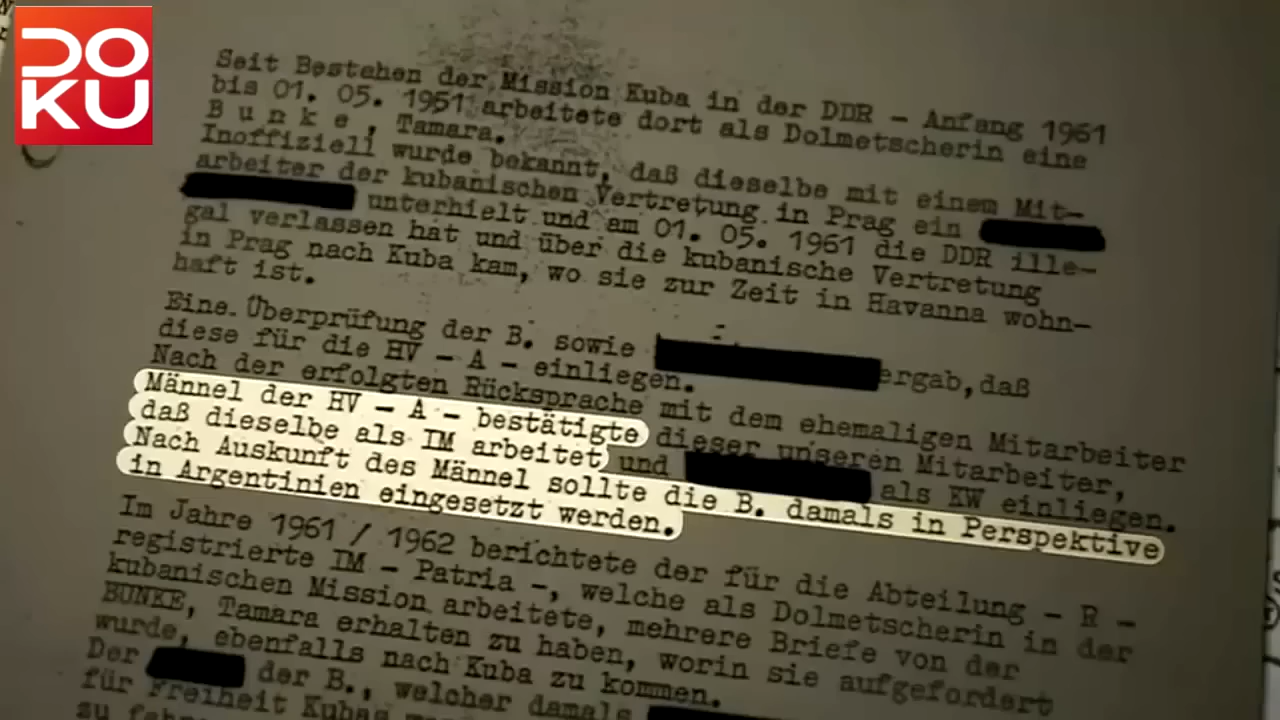 DOKU
Seit Bestehen der Mission Kuba in der DDR - Anfang 1961
bis 01. 05. 1961 arbeitete dort als Dolmetscherin eine
B u n k e , Tamara.
Inoffiziell wurde bekannt, daß dieselbe mit einem Mit-
arbeiter der kubanischen Vertretung in Prag ein
unterhielt und am 01. 05. 1961 die DDR ille-
gal verlassen hat und über die kubanische Vertretung
in Prag nach Kuba kam, wo sie zur Zeit in Havanna wohn-
haft ist.
Eine Überprüfung der B. sowie ergab, daß
diese für die HV - A - einliegen.
Nach der erfolgten Rücksprache mit dem ehemaligen Mitarbeiter
Männel der HV - A - bestätigte dieser unseren Mitarbeiter,
daß dieselbe als IM arbeitet und als KW einliegen.
Nach Auskunft des Männel sollte die B. damals in Perspektive
in Argentinien eingesetzt werden.
Im Jahre 1961 / 1962 berichtete der für die Abteilung - R -
registrierte IM - Patria -, welche als Dolmetscherin in der
kubanischen Mission arbeitete, mehrere Briefe von der
BUNKE, Tamara erhalten zu haben, worin sie aufgefordert
wurde, ebenfalls nach Kuba zu kommen.
Der der B., welcher damals
für Freiheit Kubas